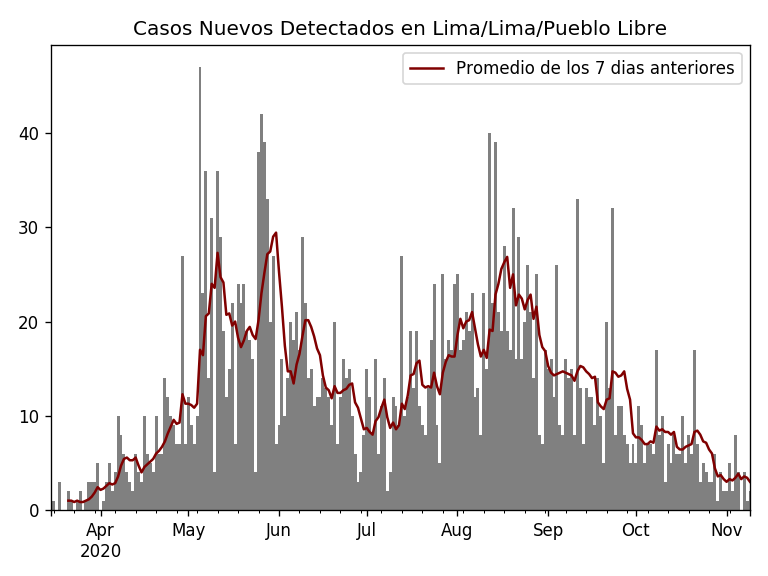 Casos Nuevos Detectados en Lima/Lima/Pueblo Libre
Promedio de los 7 dias anteriores
40
30
20
10
0
Apr May Jun Jul Aug Sep Oct Nov
2020